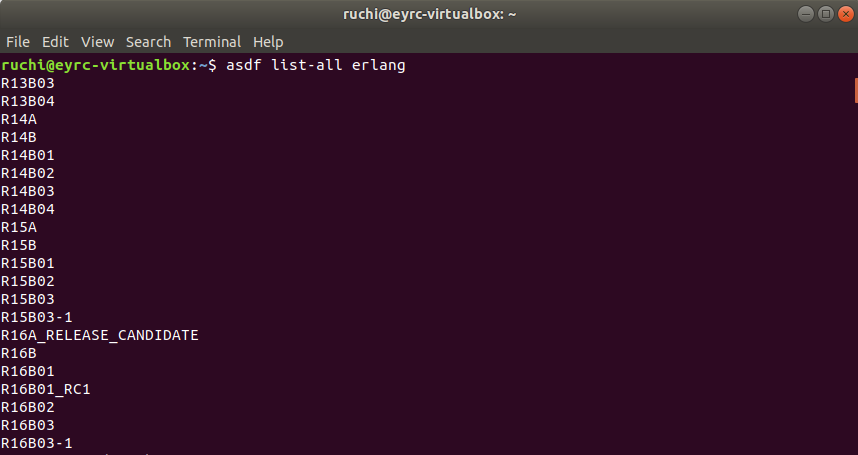 ruchi@eyrc-virtualbox: ~
File Edit View Search Terminal Help
ruchi@eyrc-virtualbox:~$ asdf list-all erlang
R13B03
R13B04
R14A
R14B
R14B01
R14B02
R14B03
R14B04
R15A
R15B
R15B01
R15B02
R15B03
R15B03-1
R16A_RELEASE_CANDIDATE
R16B
R16B01
R16B01_RC1
R16B02
R16B03
R16B03-1